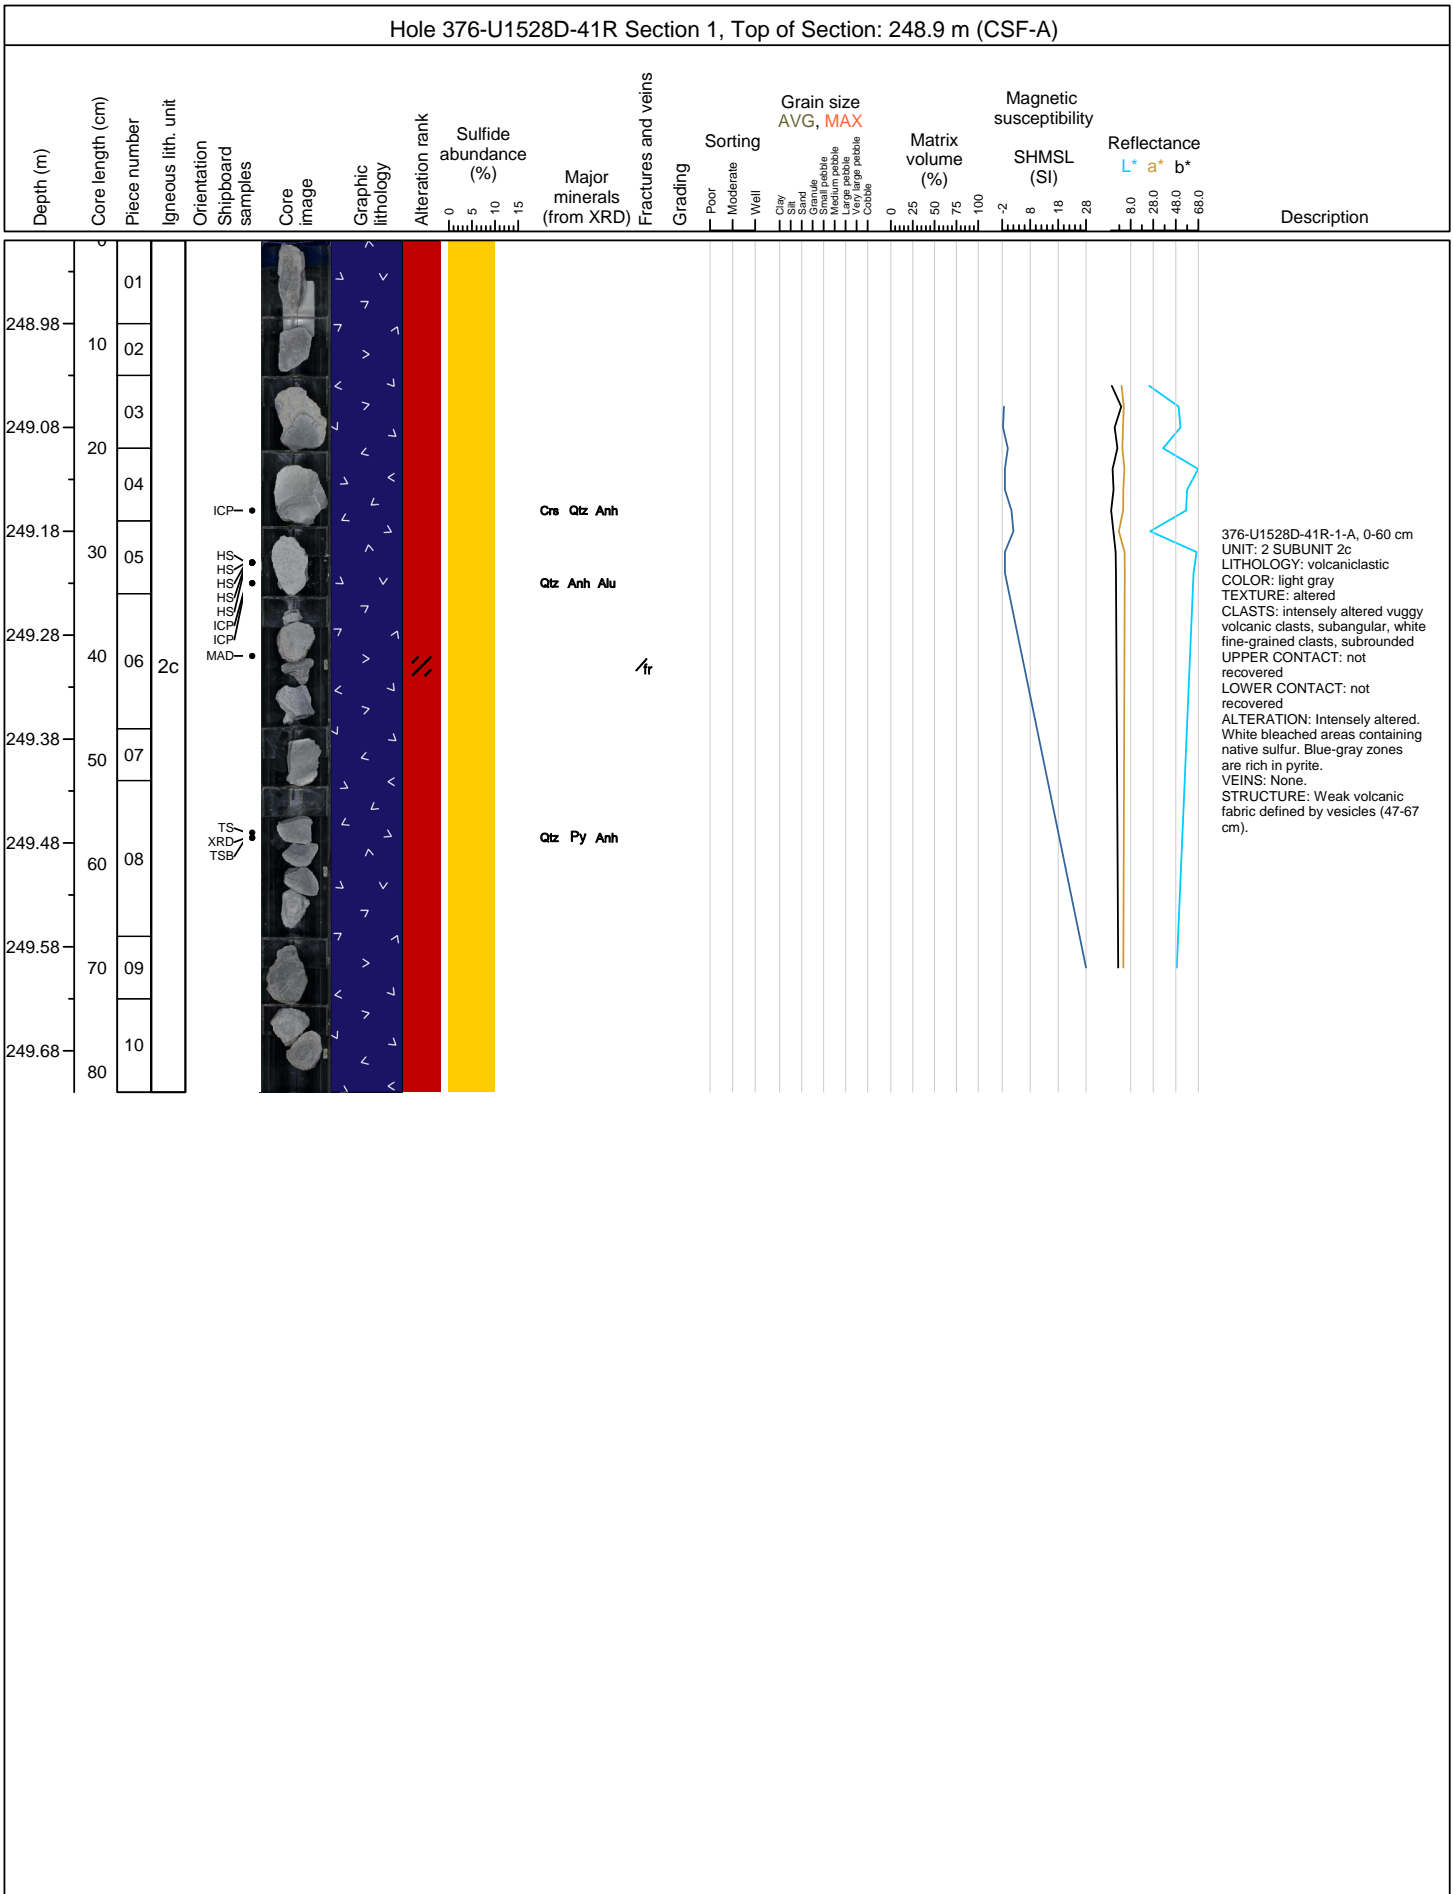 Hole 376-U1528D-41R Section 1, Top of Section: 248.9 m (CSF-A)
Depth (m)
Core length (cm)
Piece number
Igneous lith. unit
Orientation
Shipboard
samples
Core
image
Graphic
lithology
Alteration rank
Sulfide
abundance
(%)
0 5 10 15
Major
minerals
(from XRD)
Fractures and veins
Grading
Sorting
Poor
Moderate
Well
Grain size
AVG, MAX
Clay
Silt
Sand
Granule
Small pebble
Medium pebble
Large pebble
Very large pebble
Cobble
Matrix
volume
(%)
0 25 50 75 100
Magnetic
susceptibility
SHMSL
(SI)
-2 8 18 28
Reflectance
L* a* b*
8.0 28.0 48.0 68.0
Description
0
01
248.98
10
02
03
249.08
20
04
ICP
Crs Qtz Anh
249.18
30
05
HS
HS
HS
HS
HS
ICP
ICP
Qtz Anh Alu
249.28
40
06
2c
MAD
fr
249.38
50
07
TS
XRD
TSB
Qtz Py Anh
249.48
60
08
249.58
70
09
249.68
10
80
376-U1528D-41R-1-A, 0-60 cm
UNIT: 2 SUBUNIT 2c
LITHOLOGY: volcaniclastic
COLOR: light gray
TEXTURE: altered
CLASTS: intensely altered vuggy
volcanic clasts, subangular, white
fine-grained clasts, subrounded
UPPER CONTACT: not
recovered
LOWER CONTACT: not
recovered
ALTERATION: Intensely altered.
White bleached areas containing
native sulfur. Blue-gray zones
are rich in pyrite.
VEINS: None.
STRUCTURE: Weak volcanic
fabric defined by vesicles (47-67
cm).